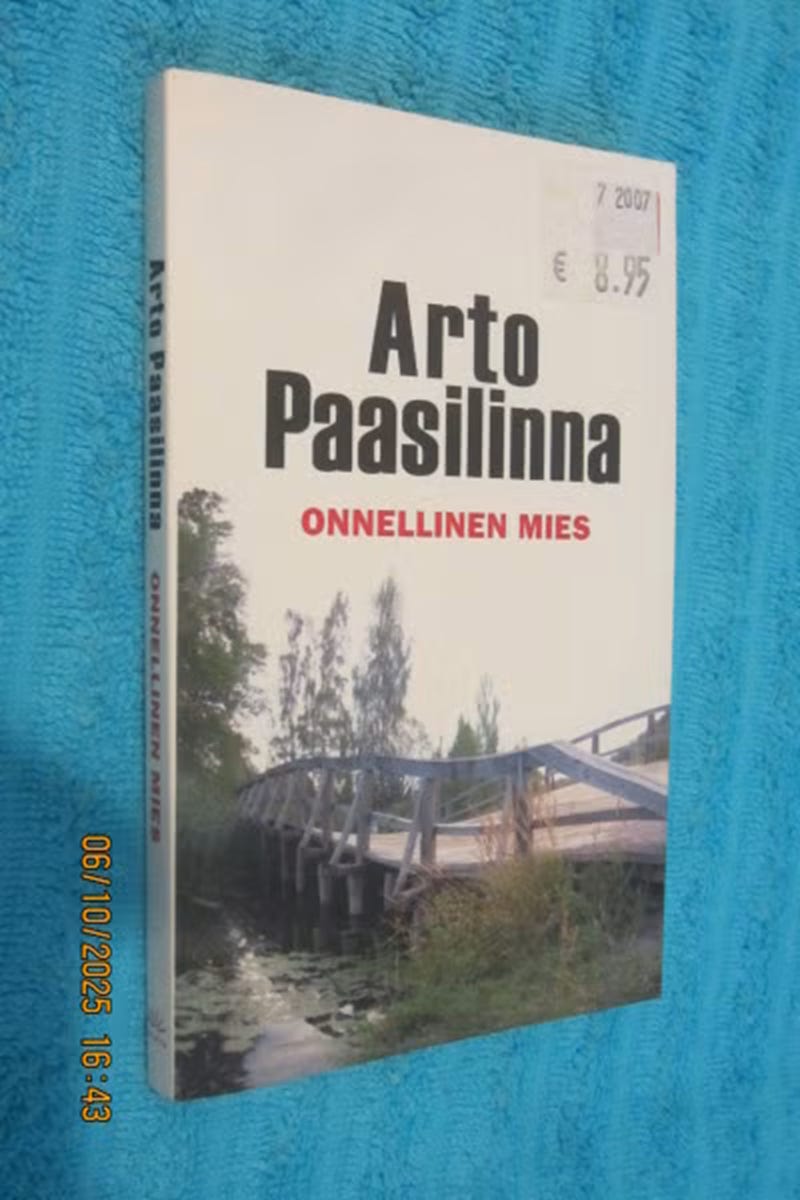 7 2007
€ 8.95
Arto
Paasilinna
ONNELLINEN MIES
Arto Paasilinna ONNELLINEN MIES
06/10/2025 16:43